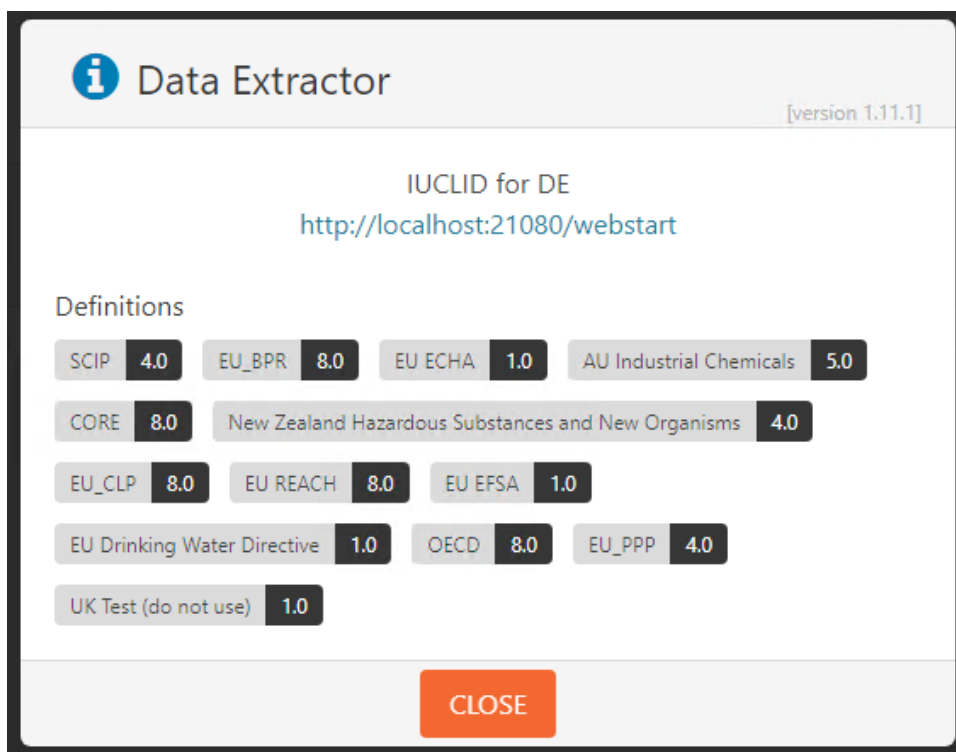 Data Extractor
[version 1.11.1]
IUCLID for DE
http://localhost:21080/webstart
Definitions
SCIP 4.0 EU_BPR 8.0 EU ECHA 1.0 AU Industrial Chemicals 5.0
CORE 8.0 New Zealand Hazardous Substances and New Organisms 4.0
EU_CLP 8.0 EU REACH 8.0 EU EFSA 1.0
EU Drinking Water Directive 1.0 OECD 8.0 EU_PPP 4.0
UK Test (do not use) 1.0
CLOSE